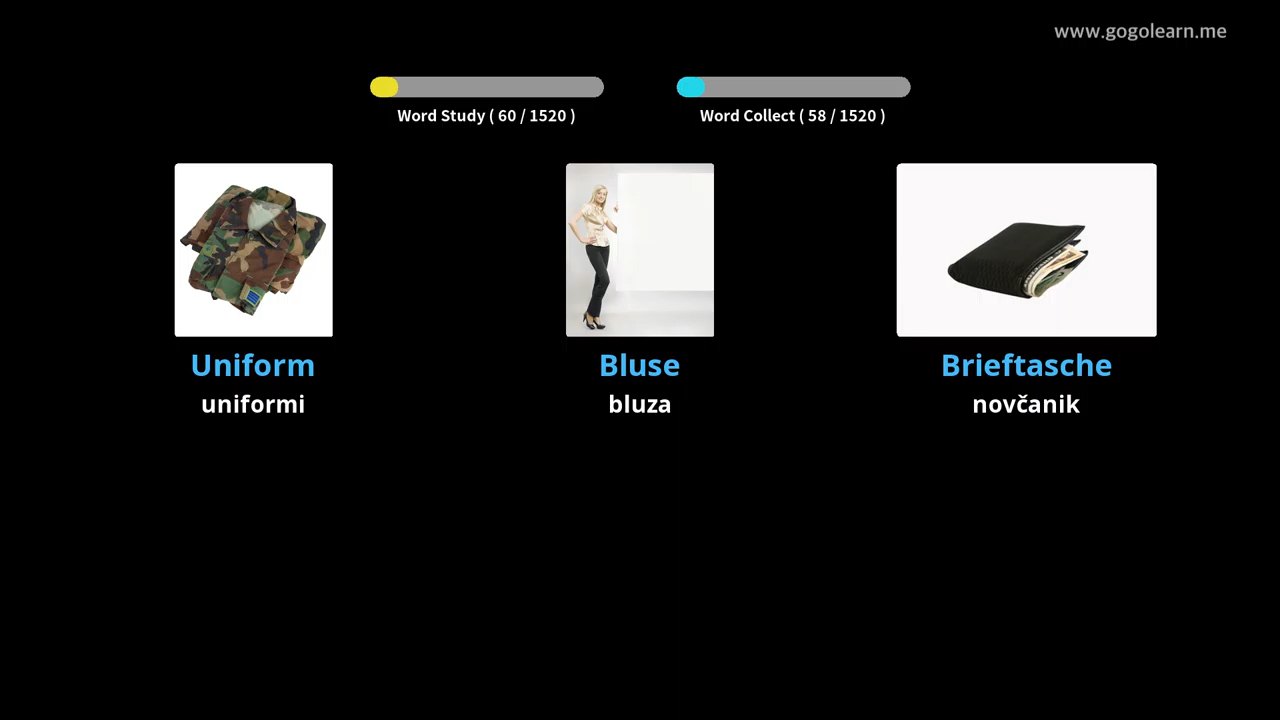 www.gogolearn.me
Word Study ( 60 / 1520 )
Word Collect ( 58 / 1520 )
Uniform
uniformi
Bluse
bluza
Brieftasche
novčanik